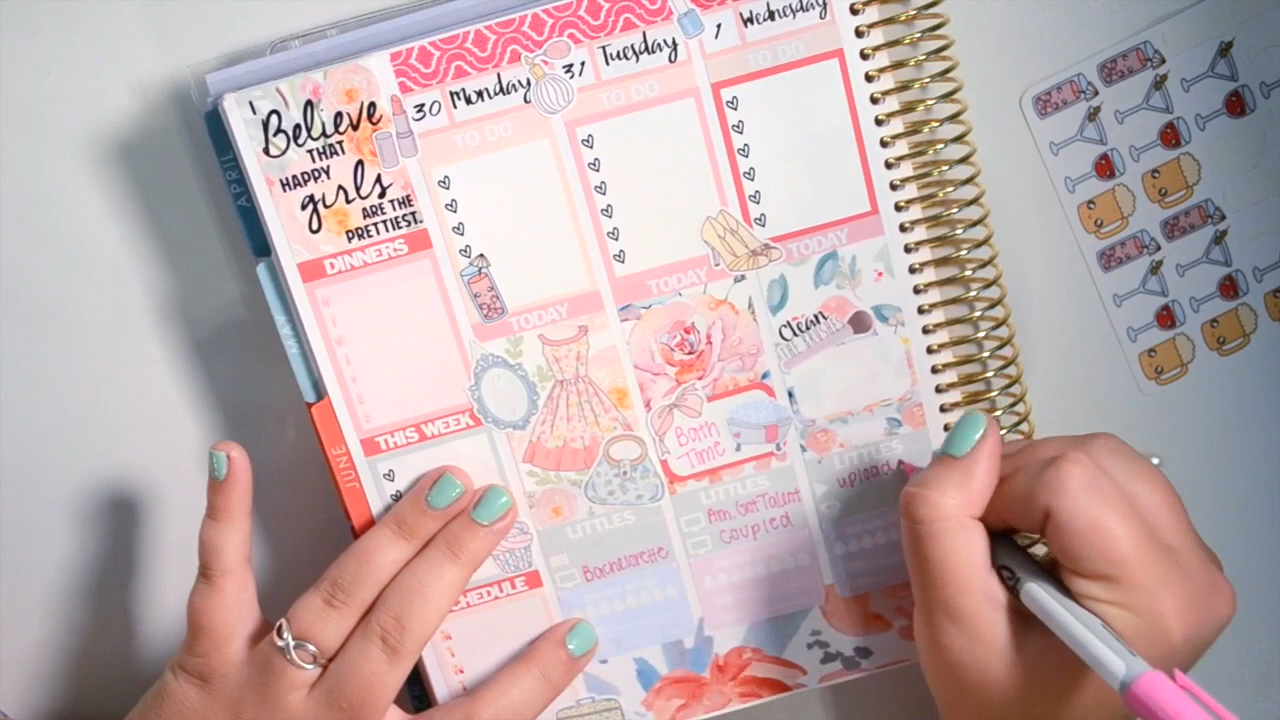 Believe
THAT
HAPPY
girls
ARE THE
PRETTIEST.
DINNERS
THIS WEEK
APRIL
MAY
JUNE
30 Monday
TO DO
TODAY
LITTLES
Bachelorette
31 Tuesday
TO DO
TODAY
Bath
Time
LITTLES
Am. Got Talent
Coupled
1 Wednesday
TO DO
TODAY
Clean
LITTLES
upload